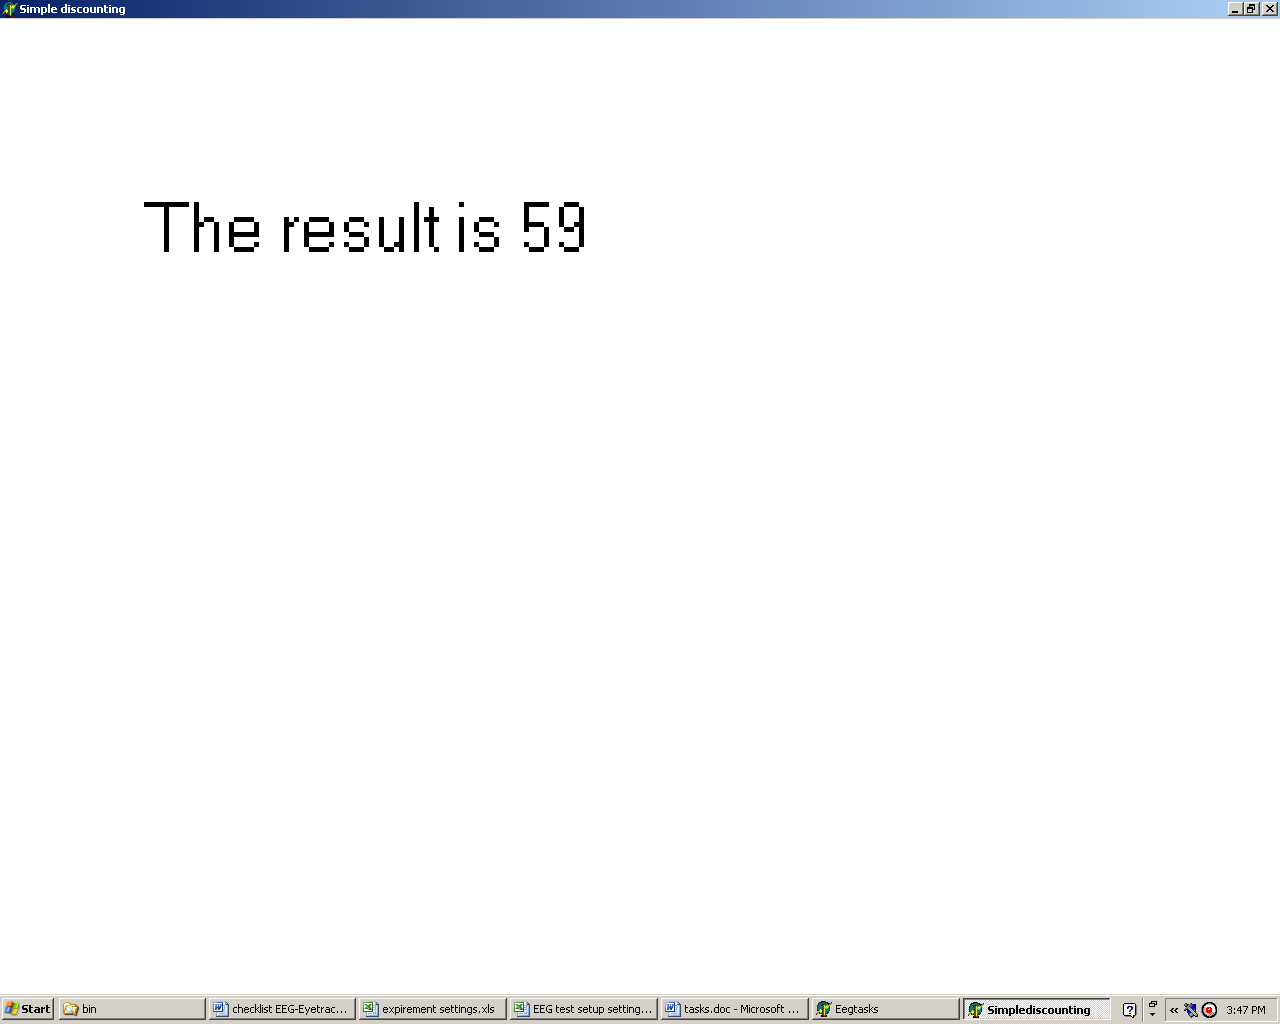 Simple discounting
The result is 59
Start
bin
checklist EEG-Eyetrac...
expirement settings.xls
EEG test setup setting...
tasks.doc - Microsoft ...
Eegtasks
Simplediscounting
3:47 PM